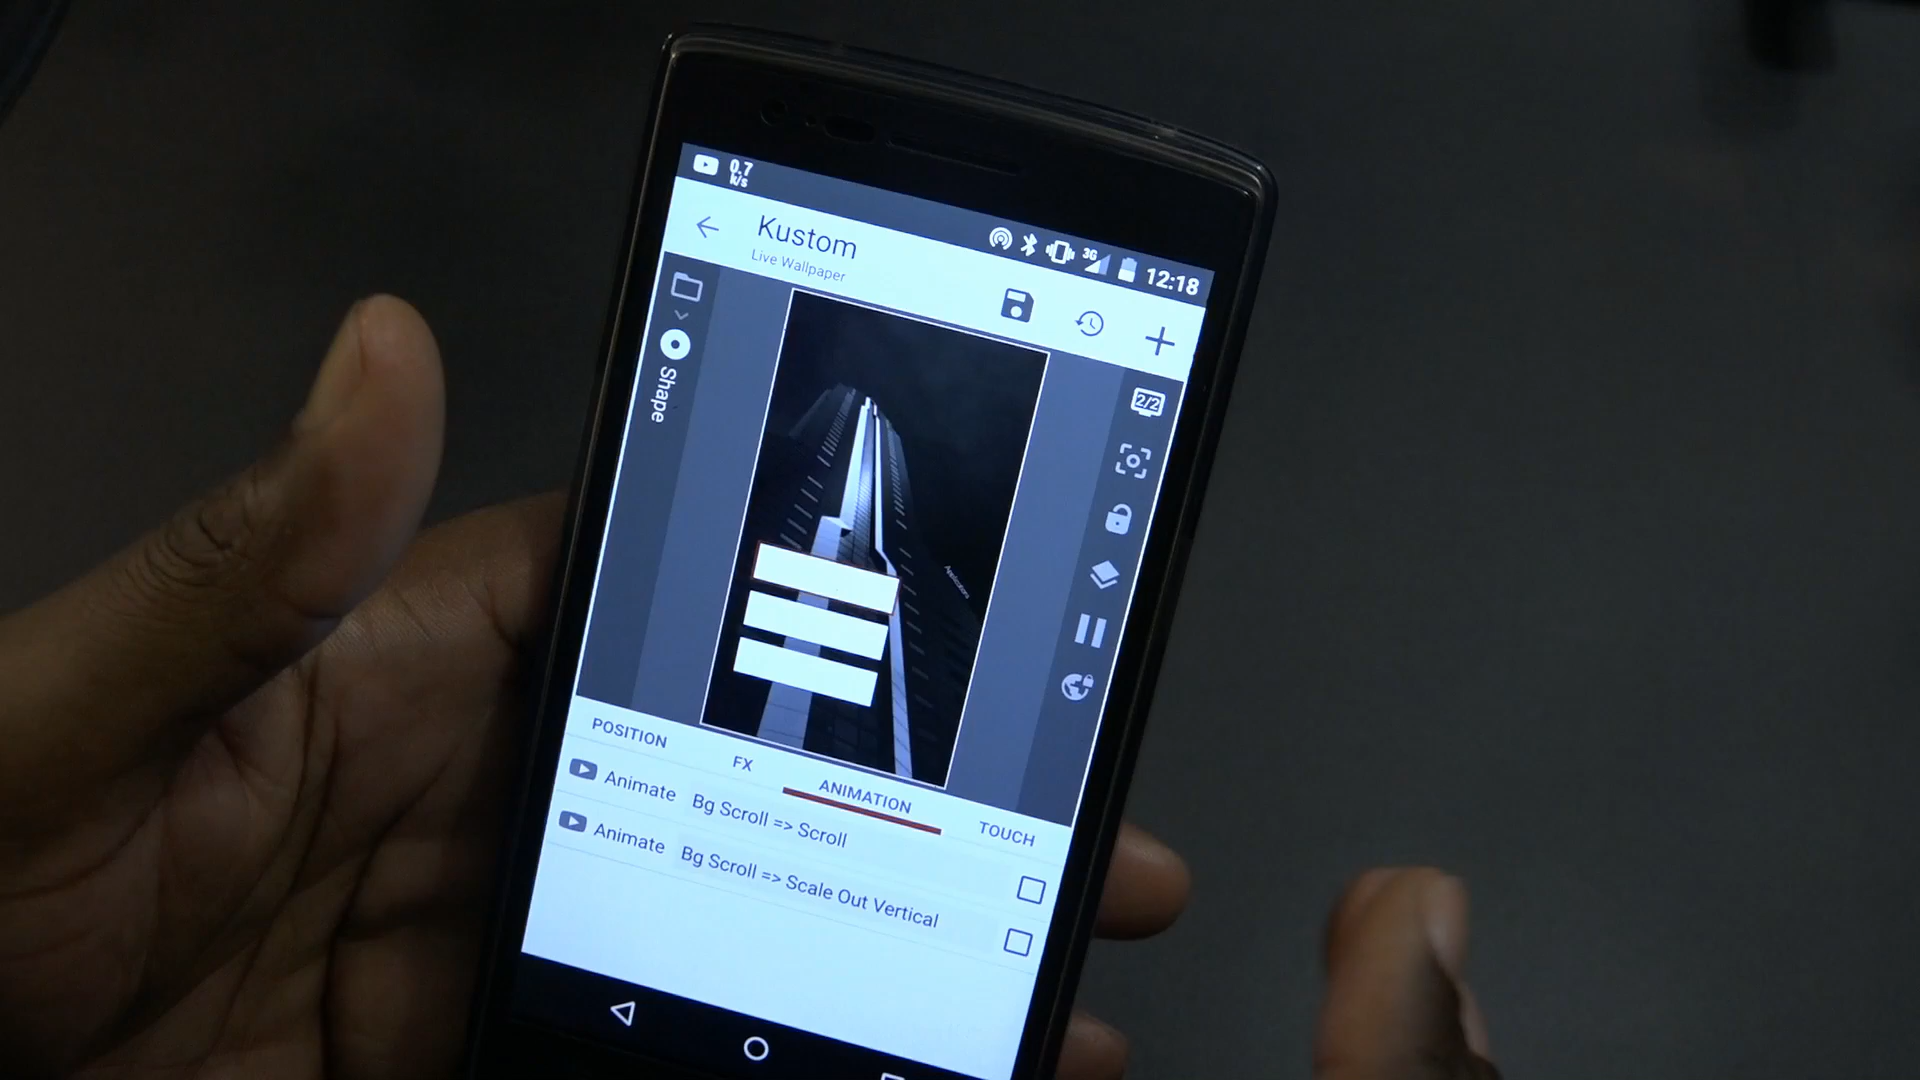 0.7
K/s
3G
12:18
Kustom
Live Wallpaper
Shape
2/2
Applications
POSITION
FX
ANIMATION
TOUCH
Animate Bg Scroll => Scroll
Animate Bg Scroll => Scale Out Vertical